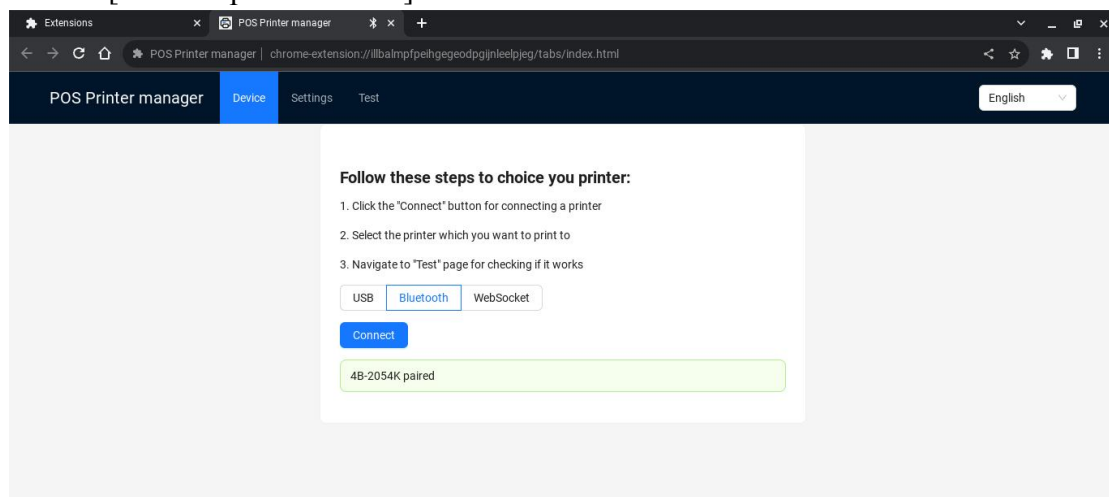 Extensions
POS Printer manager
POS Printer manager | chrome-extension://illbalmpfpeihgegeodpgijnleelpjeg/tabs/index.html
POS Printer manager Device Settings Test English
Follow these steps to choice you printer:
1. Click the "Connect" button for connecting a printer
2. Select the printer which you want to print to
3. Navigate to "Test" page for checking if it works
USB Bluetooth WebSocket
Connect
4B-2054K paired